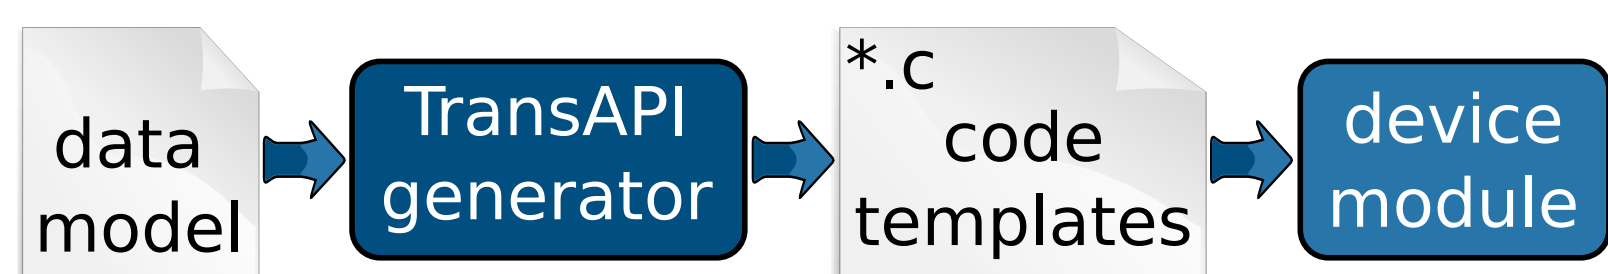 data
model
TransAPI
generator
*.c
code
templates
device
module